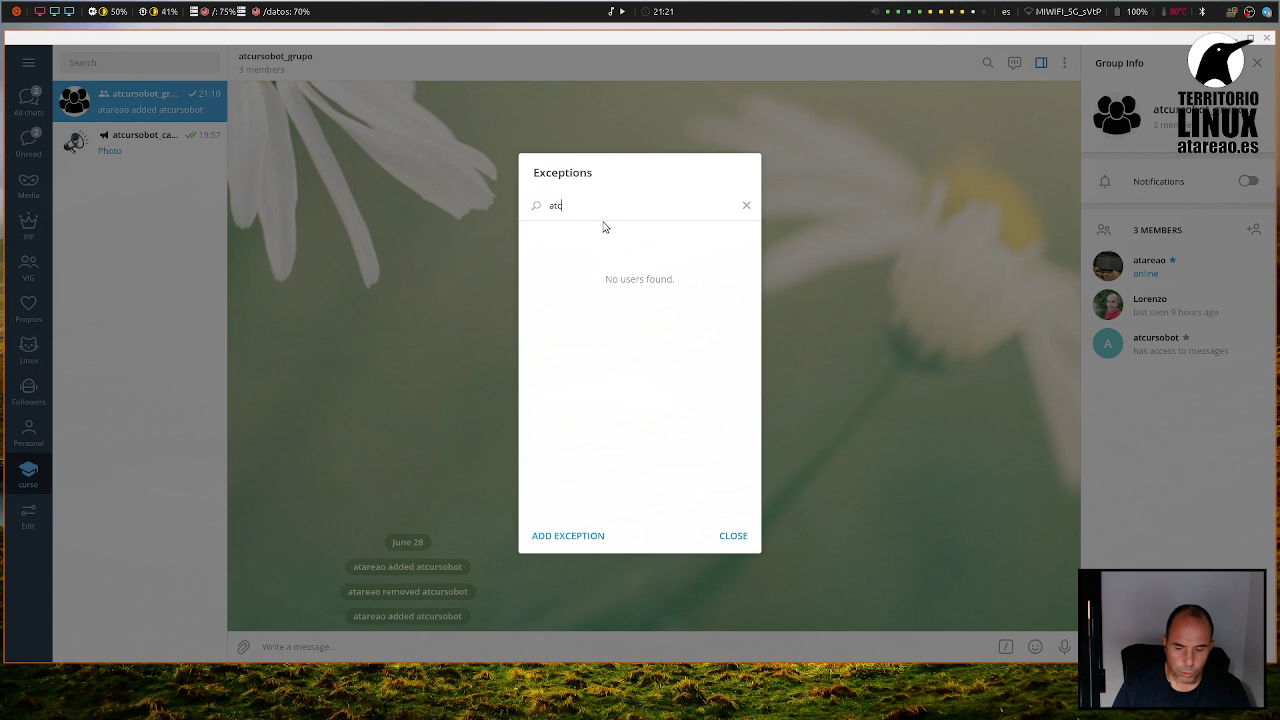 50%
41%
/: 75%
/datos: 70%
21:21
es
MIWIFI_5G_sVtP
100%
80°C
Search
atcursobot_gr...
21:10
atareao added atcursobot
atcursobot_ca...
19:57
Photo
2
All chats
2
Unread
Media
VIP
VIG
Propios
Linux
Followers
Personal
curso
Edit
atcursobot_grupo
3 members
Exceptions
atc
No users found.
ADD EXCEPTION
CLOSE
June 28
atareao added atcursobot
atareao removed atcursobot
atareao added atcursobot
Write a message...
Group Info
TERRITORIO
LINUX
atareao.es
Notifications
3 MEMBERS
atareao
online
Lorenzo
last seen 9 hours ago
A
atcursobot
has access to messages